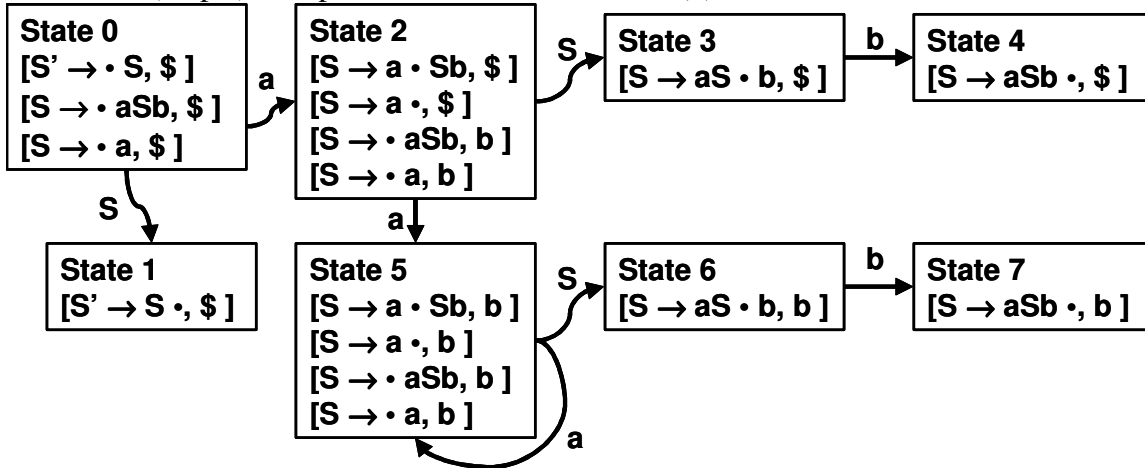 State 0
[S' → • S, $ ]
[S → • aSb, $ ]
[S → • a, $ ]
a
State 2
[S → a • Sb, $ ]
[S → a •, $ ]
[S → • aSb, b ]
[S → • a, b ]
S
State 3
[S → aS • b, $ ]
b
State 4
[S → aSb •, $ ]
S
a
State 1
[S' → S •, $ ]
State 5
[S → a • Sb, b ]
[S → a •, b ]
[S → • aSb, b ]
[S → • a, b ]
S
State 6
[S → aS • b, b ]
b
State 7
[S → aSb •, b ]
a